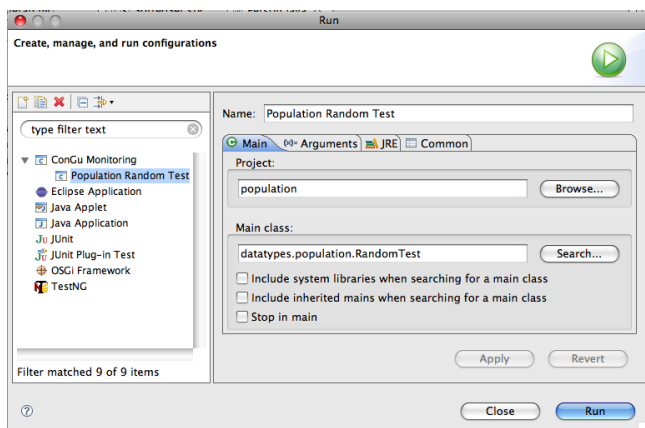 Run
Create, manage, and run configurations
type filter text
ConGu Monitoring
Population Random Test
Eclipse Application
Java Applet
Java Application
JUnit
JUnit Plug-in Test
OSGi Framework
TestNG
Filter matched 9 of 9 items
Name: Population Random Test
Main (x)= Arguments JRE Common
Project:
population Browse...
Main class:
datatypes.population.RandomTest Search...
Include system libraries when searching for a main class
Include inherited mains when searching for a main class
Stop in main
Apply Revert
? Close Run